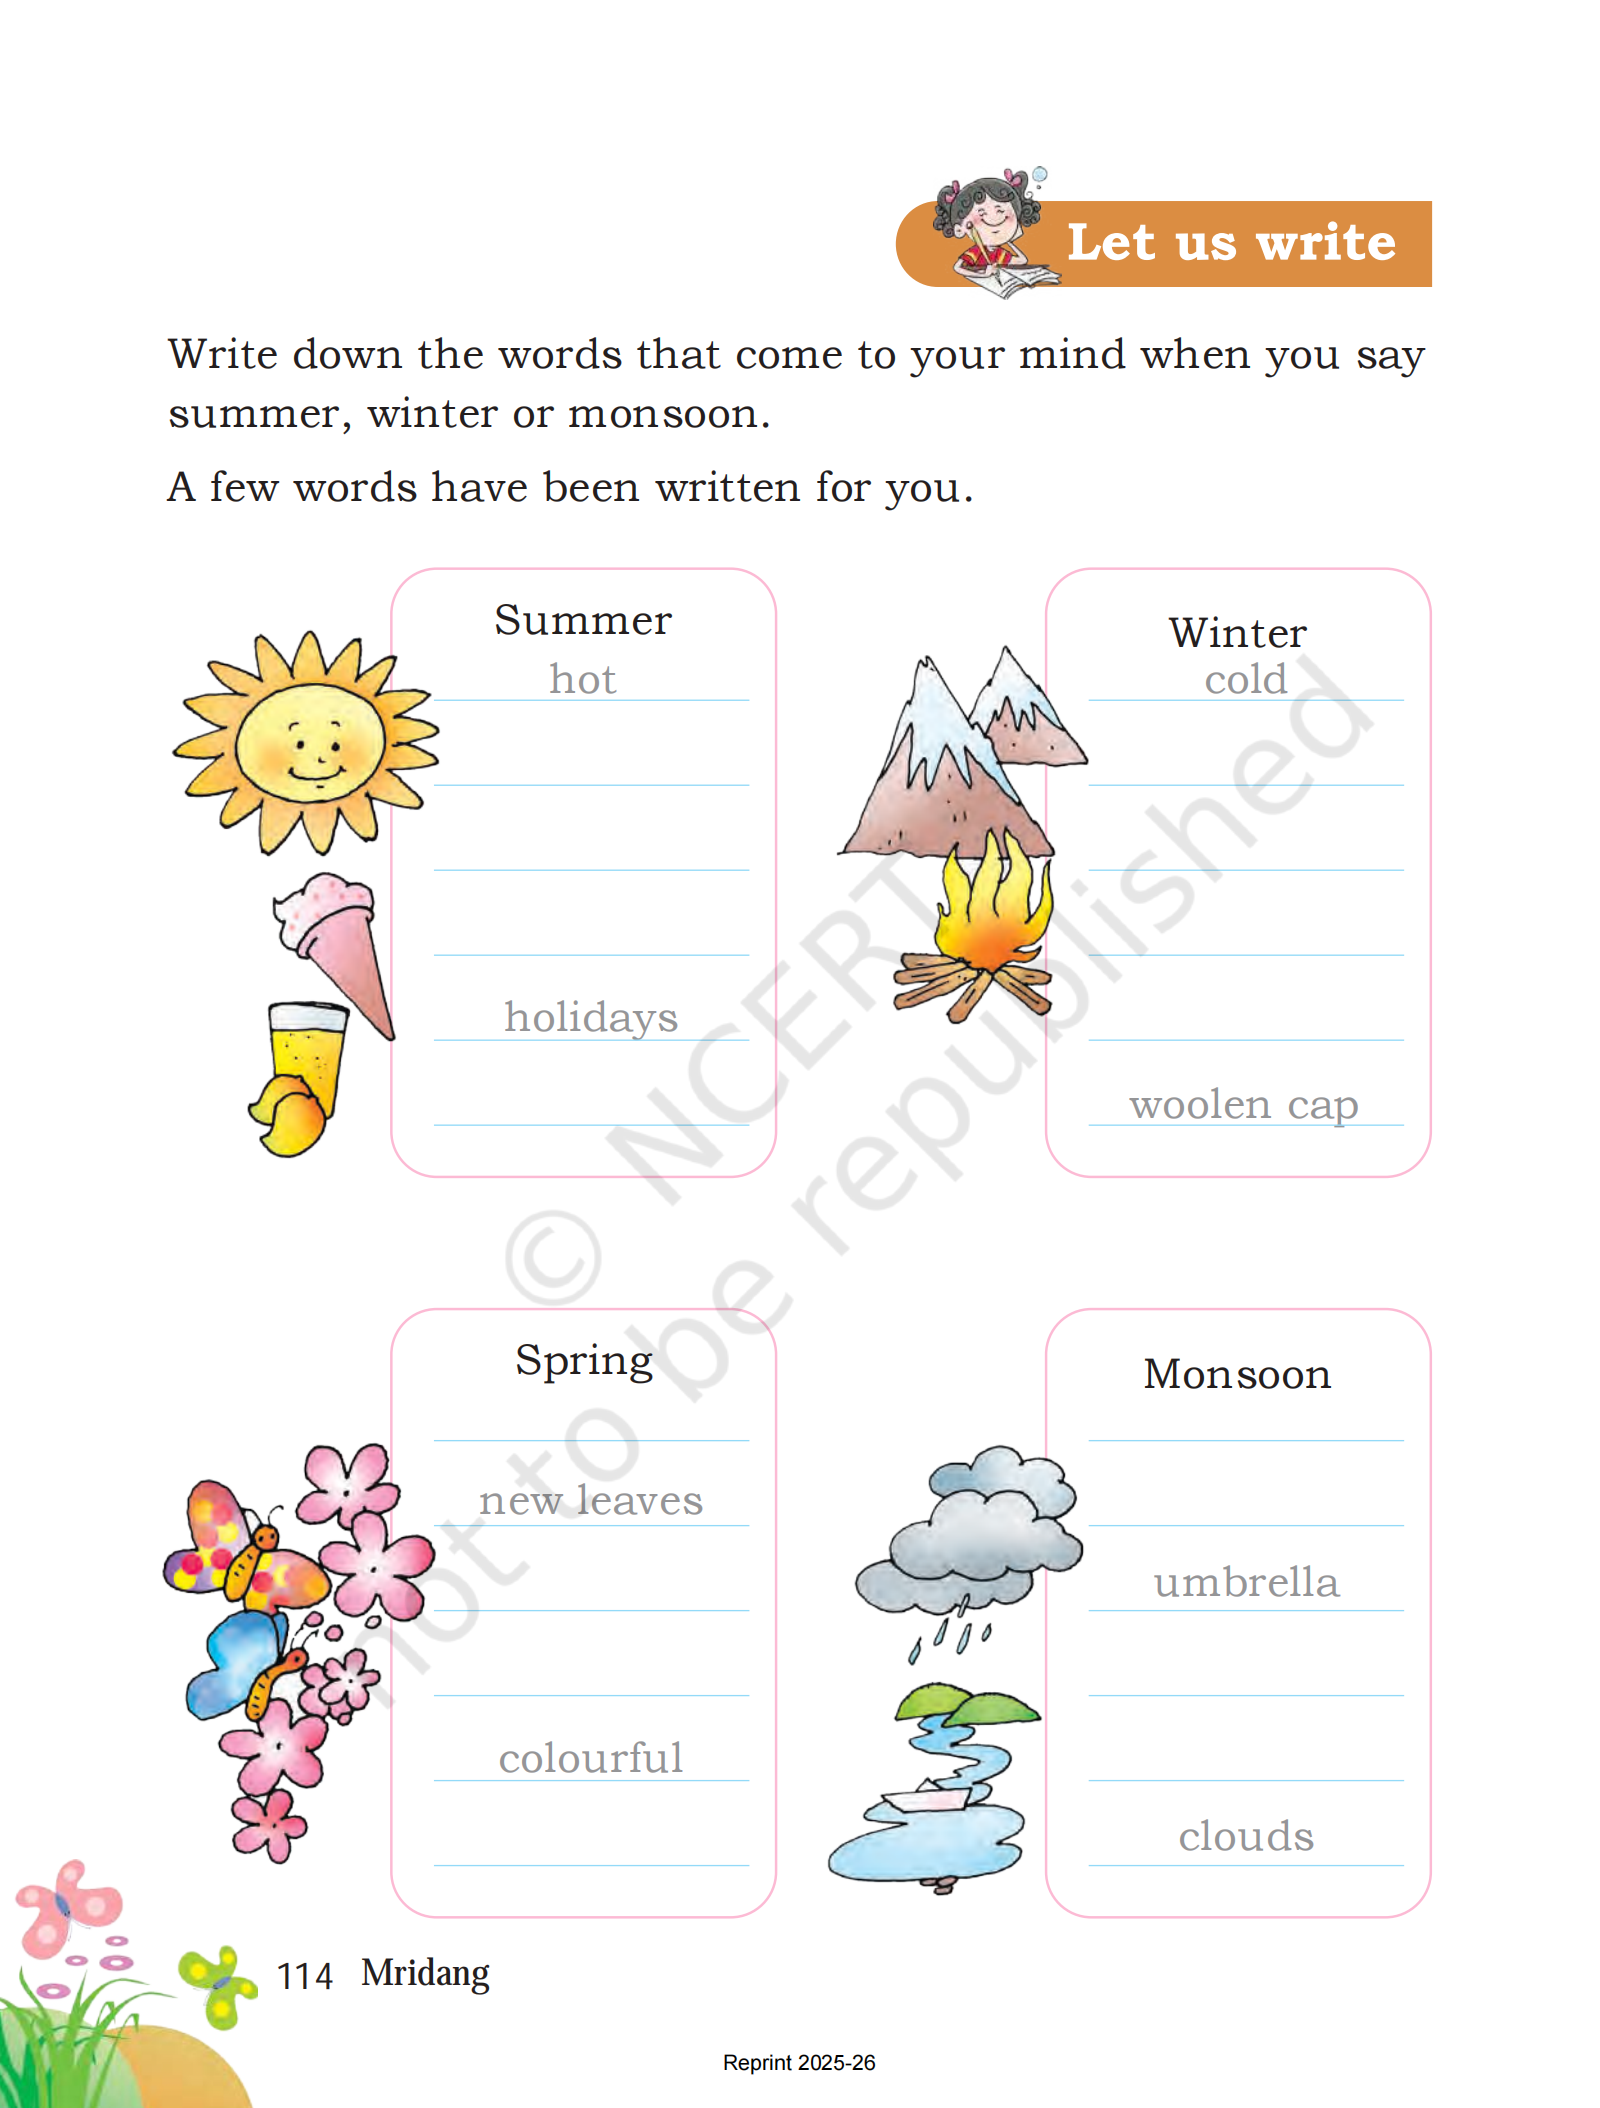 Let us write
Write down the words that come to your mind when you say
summer, winter or monsoon.
A few words have been written for you.
Summer
hot
holidays
Winter
cold
woolen cap
Spring
new leaves
colourful
Monsoon
umbrella
clouds
© NCERT
not to be republished
114 Mridang
Reprint 2025-26